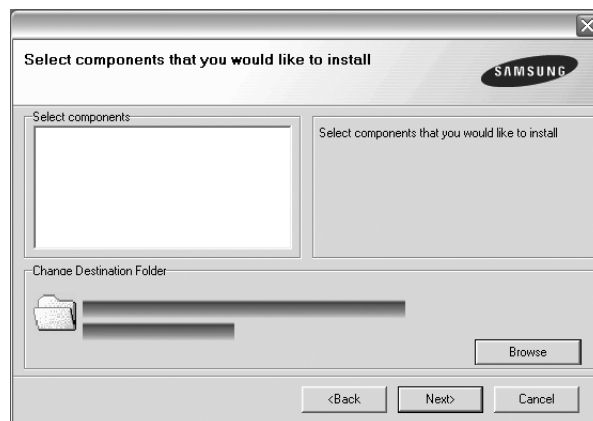 Select components that you would like to install
SAMSUNG
Select components
Select components that you would like to install
Change Destination Folder
Browse
<Back
Next>
Cancel